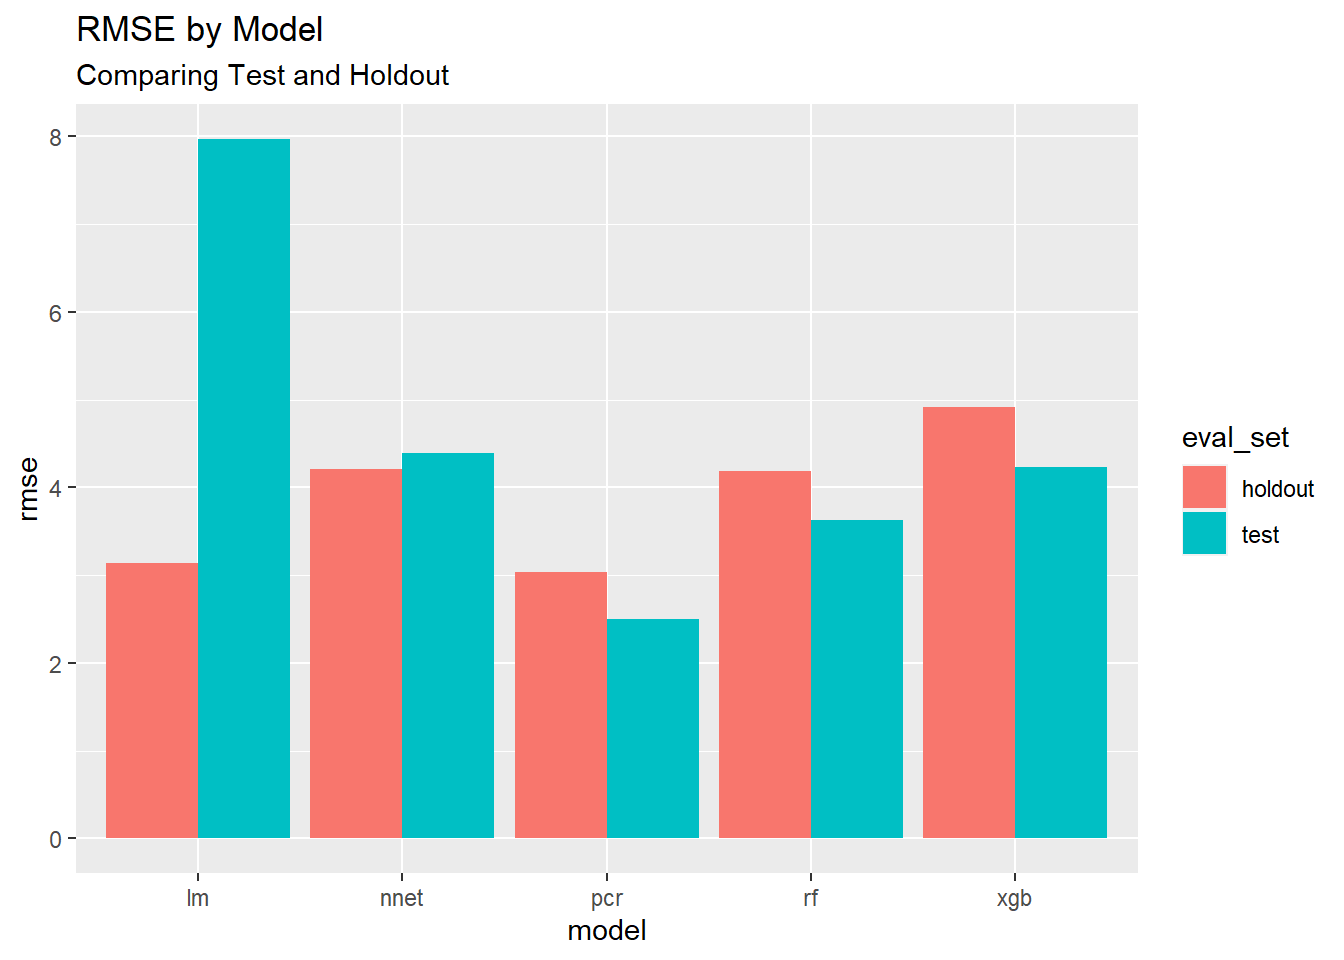 RMSE by Model
Comparing Test and Holdout
8
6
4
2
0
rmse
lm nnet pcr rf xgb
model
eval_set
holdout
test